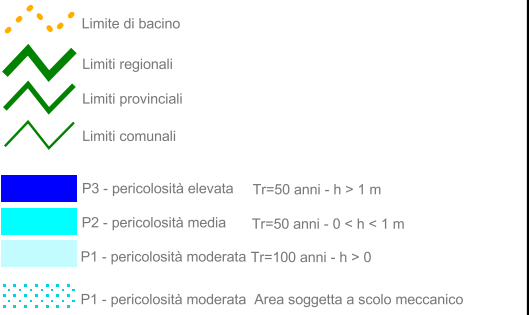 Limite di bacino
Limiti regionali
Limiti provinciali
Limiti comunali
P3 - pericolosità elevata Tr=50 anni - h > 1 m
P2 - pericolosità media Tr=50 anni - 0 < h < 1 m
P1 - pericolosità moderata Tr=100 anni - h > 0
P1 - pericolosità moderata Area soggetta a scolo meccanico